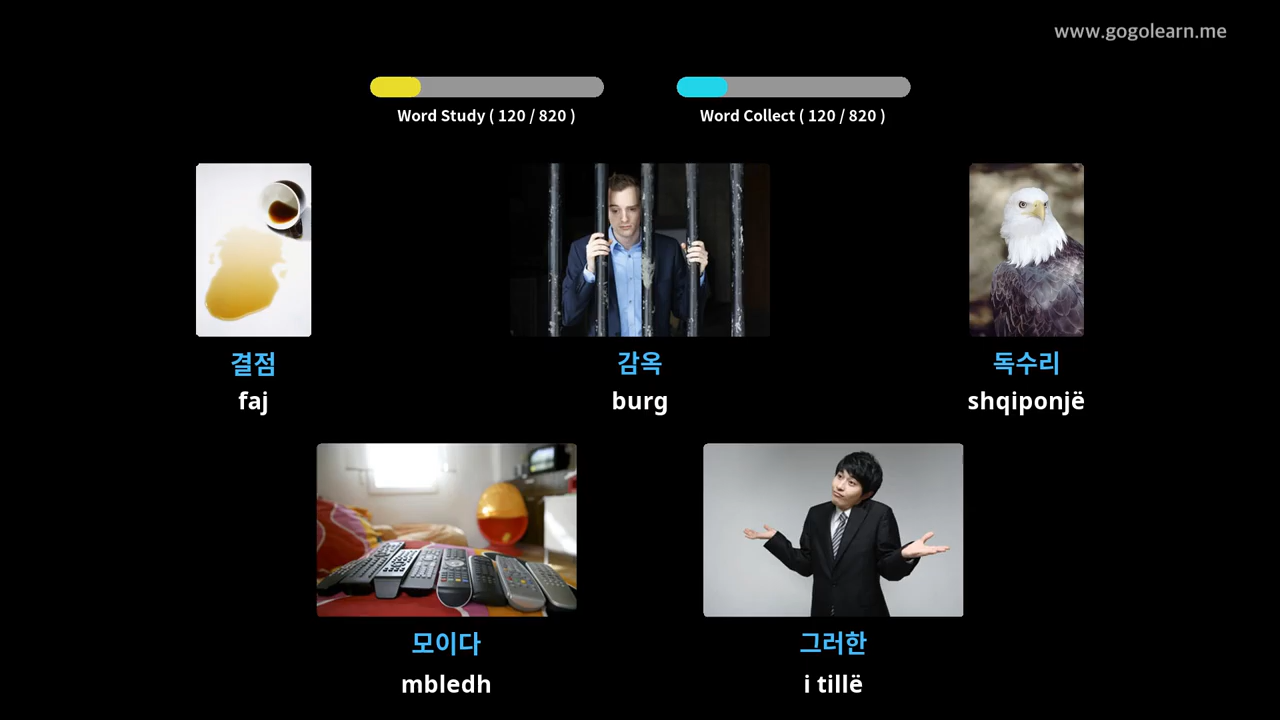 www.gogolearn.me
Word Study ( 120 / 820 )
Word Collect ( 120 / 820 )
결점
faj
감옥
burg
독수리
shqiponjë
모이다
mbledh
그러한
i tillë